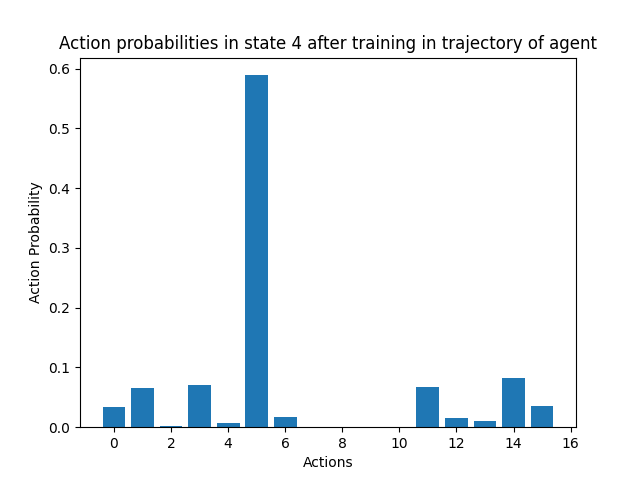 Action probabilities in state 4 after training in trajectory of agent
0.6
0.5
0.4
0.3
0.2
0.1
0.0
Action Probability
0 2 4 6 8 10 12 14 16
Actions